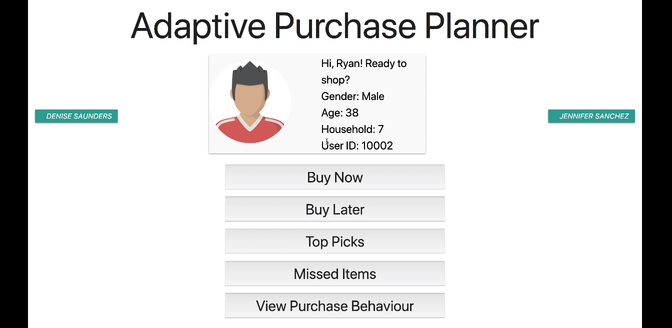 Adaptive Purchase Planner
Hi, Ryan! Ready to
shop?
Gender: Male
Age: 38
Household: 7
User ID: 10002
DENISE SAUNDERS
JENNIFER SANCHEZ
Buy Now
Buy Later
Top Picks
Missed Items
View Purchase Behaviour